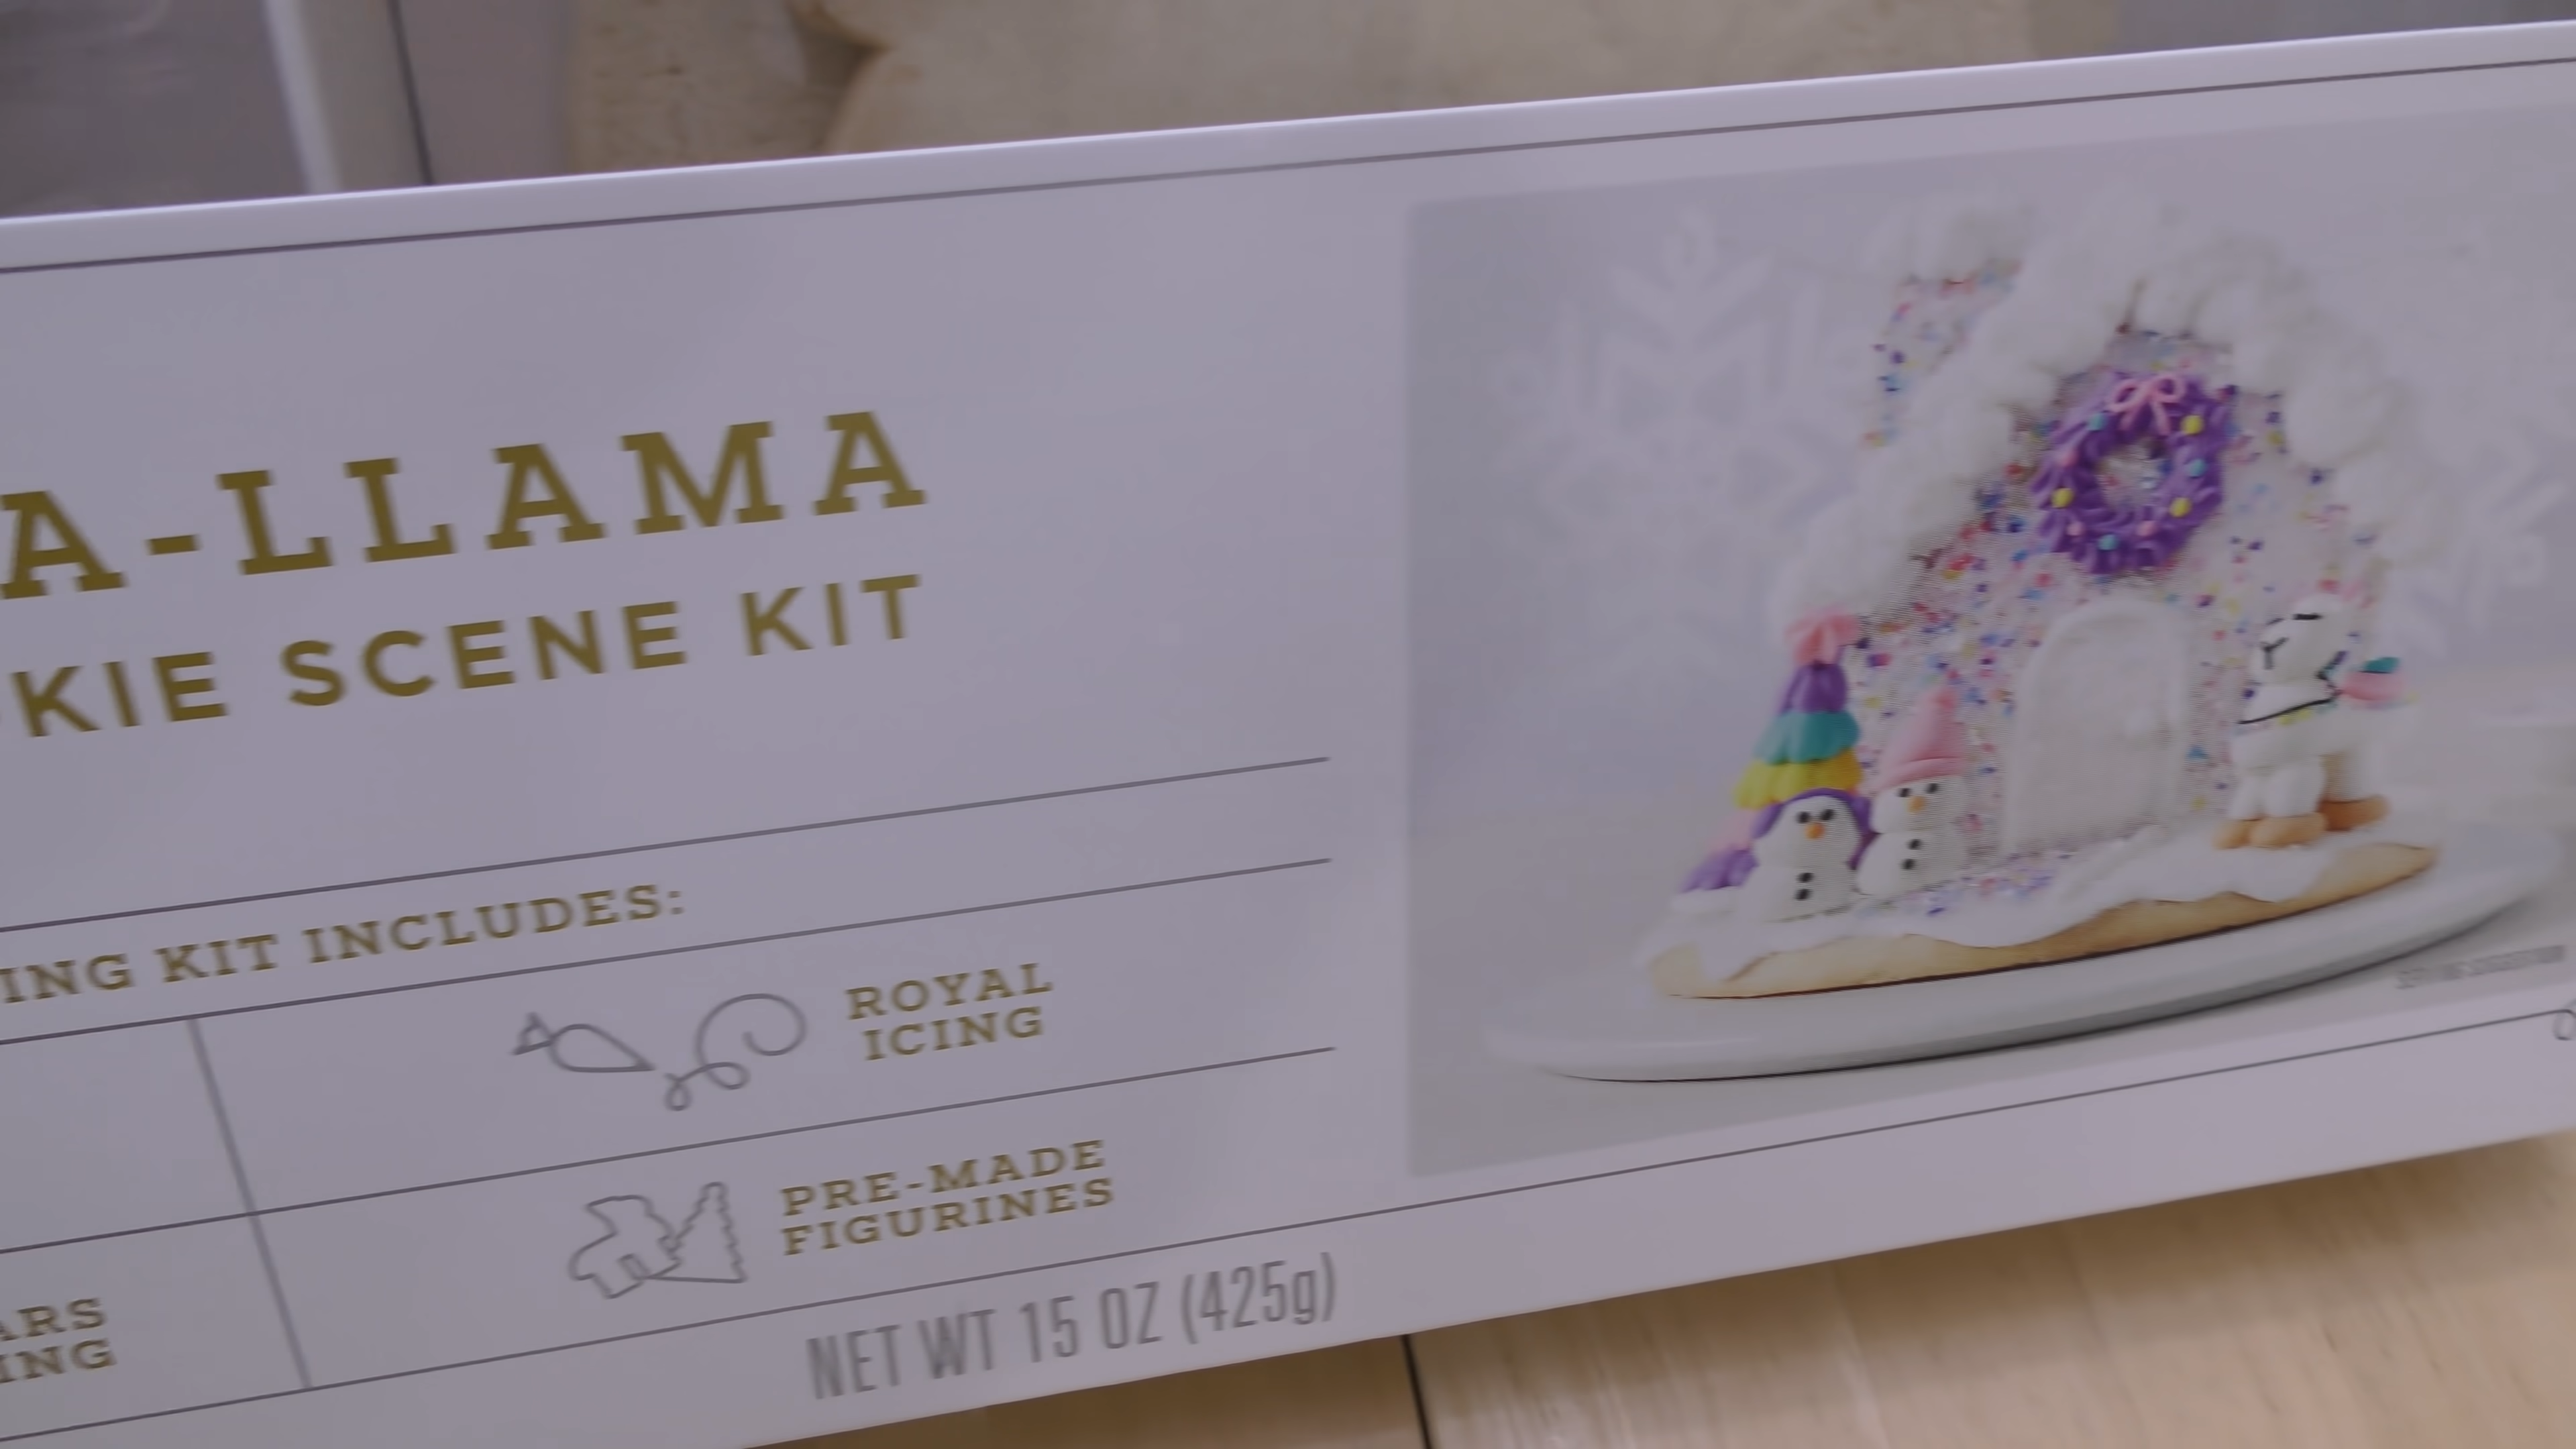 A-LLAMA
KIE SCENE KIT
ING KIT INCLUDES:
ROYAL
ICING
PRE-MADE
FIGURINES
ARS
ING
NET WT 15 OZ (425g)